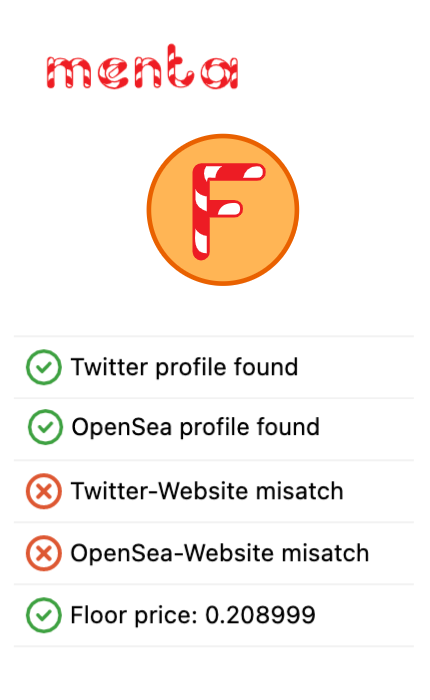 menta
F
Twitter profile found
OpenSea profile found
Twitter-Website misatch
OpenSea-Website misatch
Floor price: 0.208999